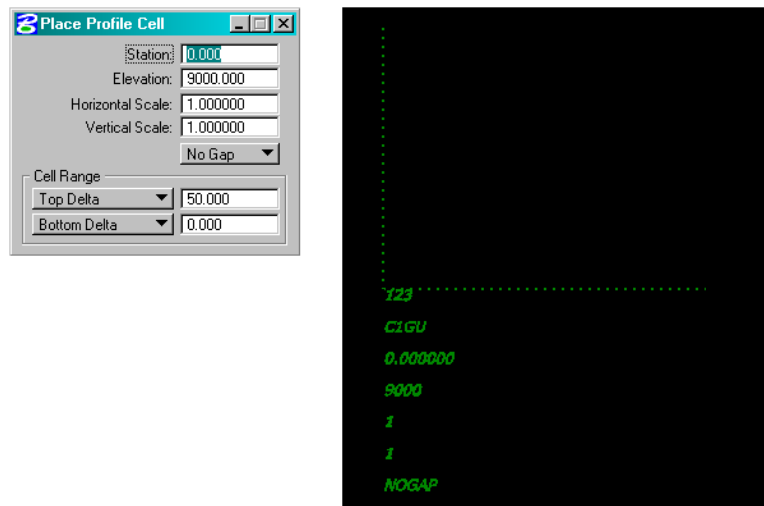 Place Profile Cell
Station: 0.000
Elevation: 9000.000
Horizontal Scale: 1.000000
Vertical Scale: 1.000000
No Gap
Cell Range
Top Delta 50.000
Bottom Delta 0.000
123
C1GU
0.000000
9000
1
1
NOGAP